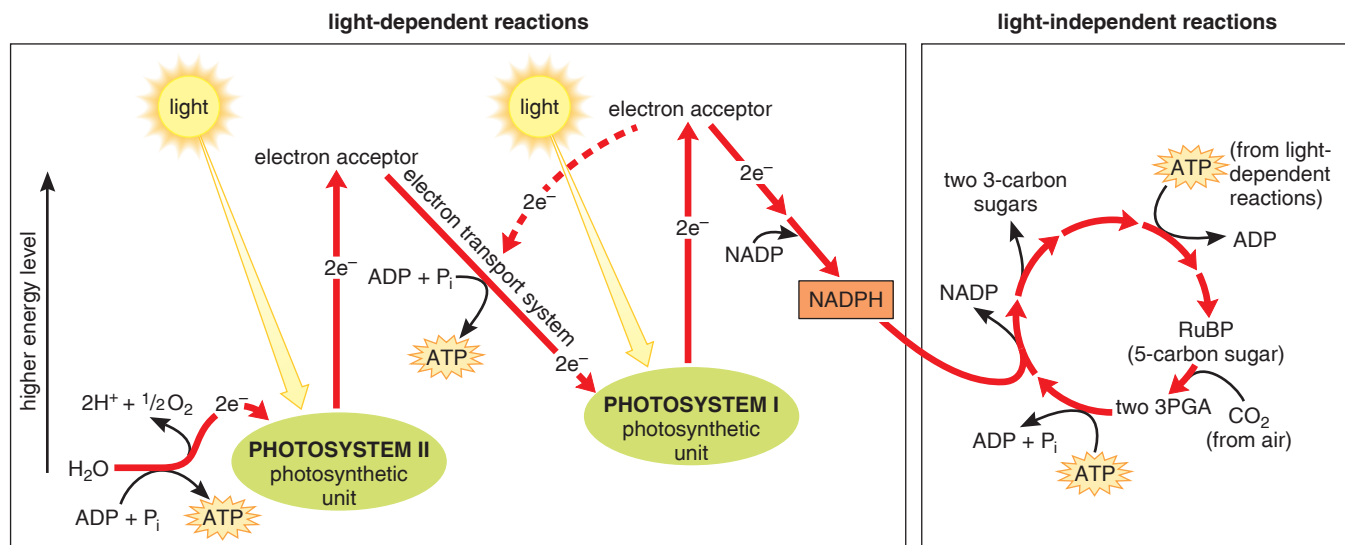 light-dependent reactions
light-independent reactions
higher energy level
light
light
electron acceptor
electron acceptor
2e⁻
electron transport system
2e⁻
2e⁻
2e⁻
2e⁻
NADP
NADPH
ADP + Pi
ATP
2e⁻
2H⁺ + 1/2O₂
2e⁻
H₂O
ADP + Pi
ATP
PHOTOSYSTEM II
photosynthetic
unit
PHOTOSYSTEM I
photosynthetic
unit
two 3-carbon
sugars
ATP
(from light-
dependent
reactions)
ADP
NADP
RuBP
(5-carbon sugar)
two 3PGA
CO₂
(from air)
ADP + Pi
ATP